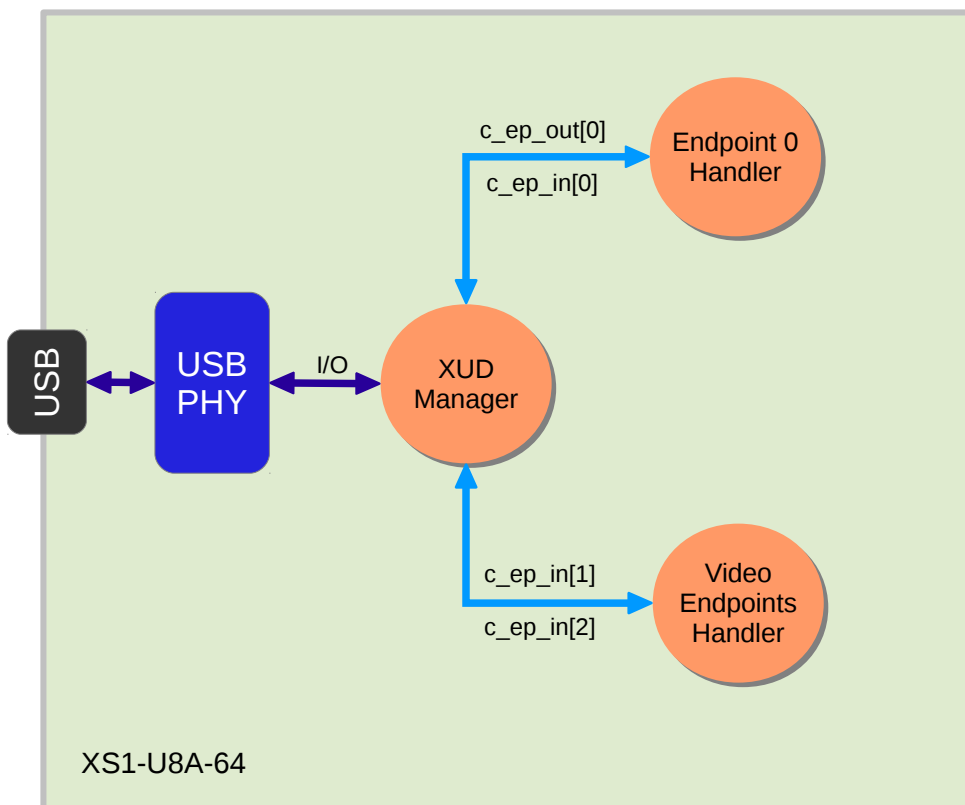 c_ep_out[0]
c_ep_in[0]
Endpoint 0
Handler
USB
USB
PHY
I/O
XUD
Manager
c_ep_in[1]
c_ep_in[2]
Video
Endpoints
Handler
XS1-U8A-64